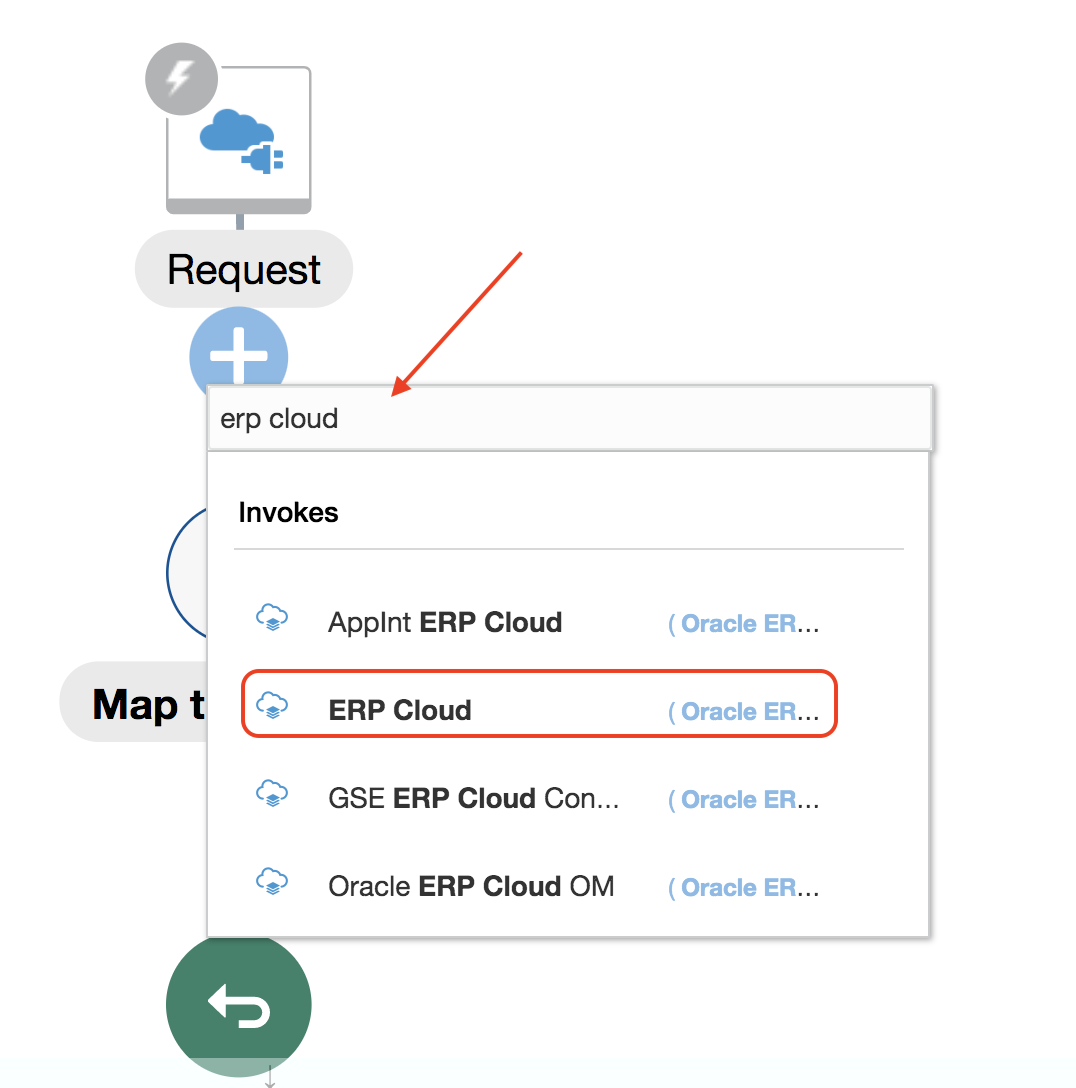 Request
erp cloud
Invokes
AppInt ERP Cloud ( Oracle ER...
ERP Cloud ( Oracle ER...
Map t
GSE ERP Cloud Con... ( Oracle ER...
Oracle ERP Cloud OM ( Oracle ER...